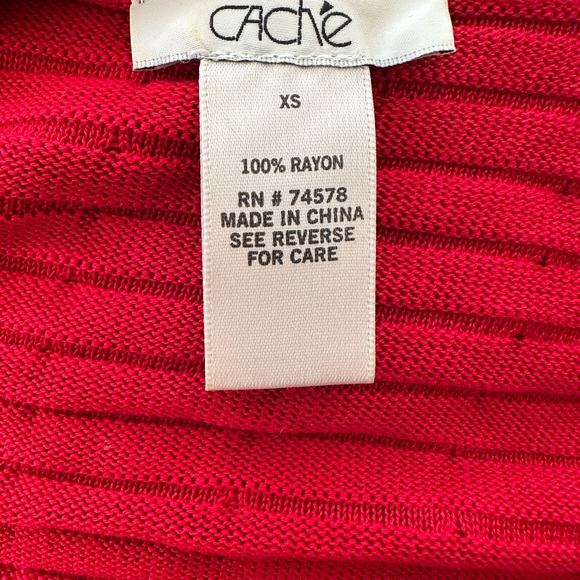 caché
XS
100% RAYON
RN # 74578
MADE IN CHINA
SEE REVERSE
FOR CARE